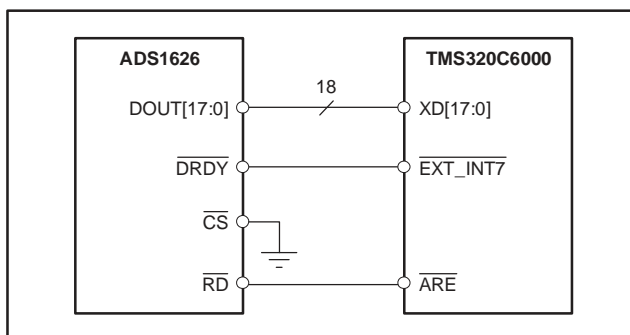 ADS1626 TMS320C6000
18
DOUT[17:0] XD[17:0]
DRDY EXT_INT7
CS
RD ARE